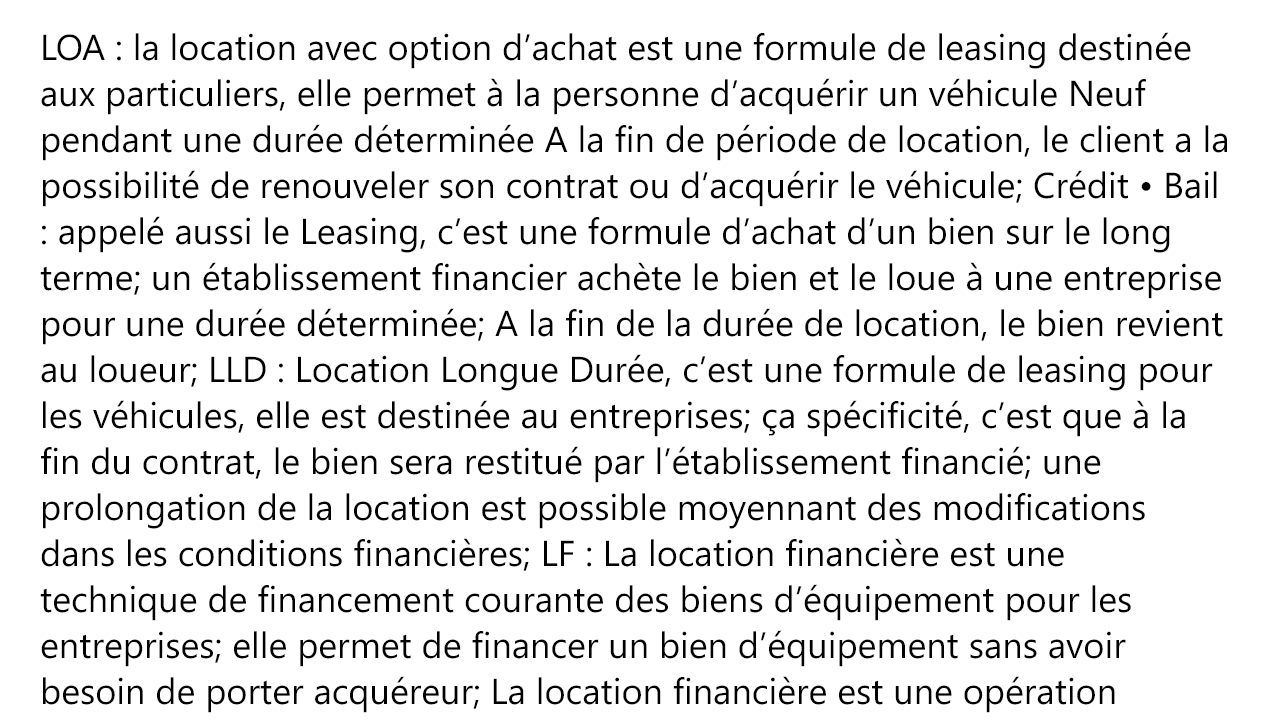 LOA : la location avec option d’achat est une formule de leasing destinée
aux particuliers, elle permet à la personne d’acquérir un véhicule Neuf
pendant une durée déterminée A la fin de période de location, le client a la
possibilité de renouveler son contrat ou d’acquérir le véhicule; Crédit • Bail
: appelé aussi le Leasing, c’est une formule d’achat d’un bien sur le long
terme; un établissement financier achète le bien et le loue à une entreprise
pour une durée déterminée; A la fin de la durée de location, le bien revient
au loueur; LLD : Location Longue Durée, c’est une formule de leasing pour
les véhicules, elle est destinée au entreprises; ça spécificité, c’est que à la
fin du contrat, le bien sera restitué par l’établissement financié; une
prolongation de la location est possible moyennant des modifications
dans les conditions financières; LF : La location financière est une
technique de financement courante des biens d’équipement pour les
entreprises; elle permet de financer un bien d’équipement sans avoir
besoin de porter acquéreur; La location financière est une opération